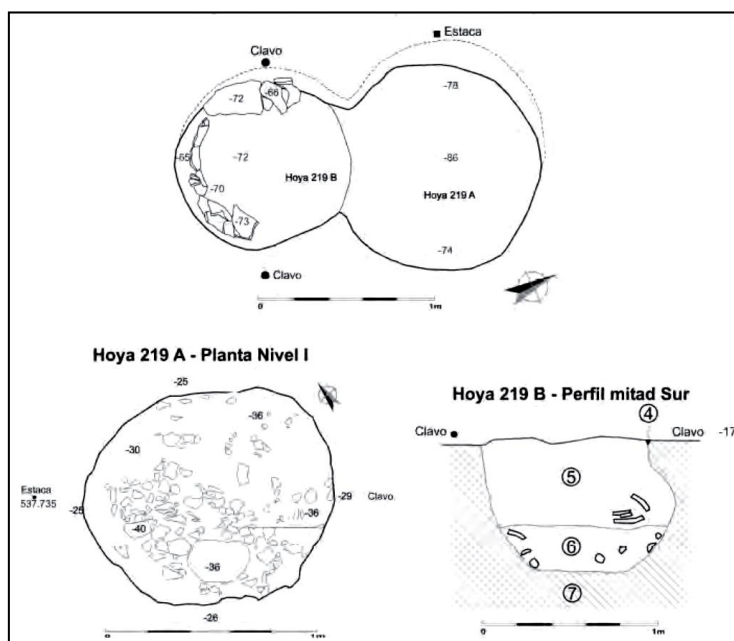 Estaca
Clavo
-78
-66
-72
-65
-72
-86
Hoya 219 B
Hoya 219 A
-70
-73
-74
Clavo
0 1m
Hoya 219 A - Planta Nivel I
-25
-36
-30
Estaca
537.735
-25
-29 Clavo
-36
-40
-36
-26
0 1m
Hoya 219 B - Perfil mitad Sur
4
Clavo
Clavo -17
5
6
7
0 1m